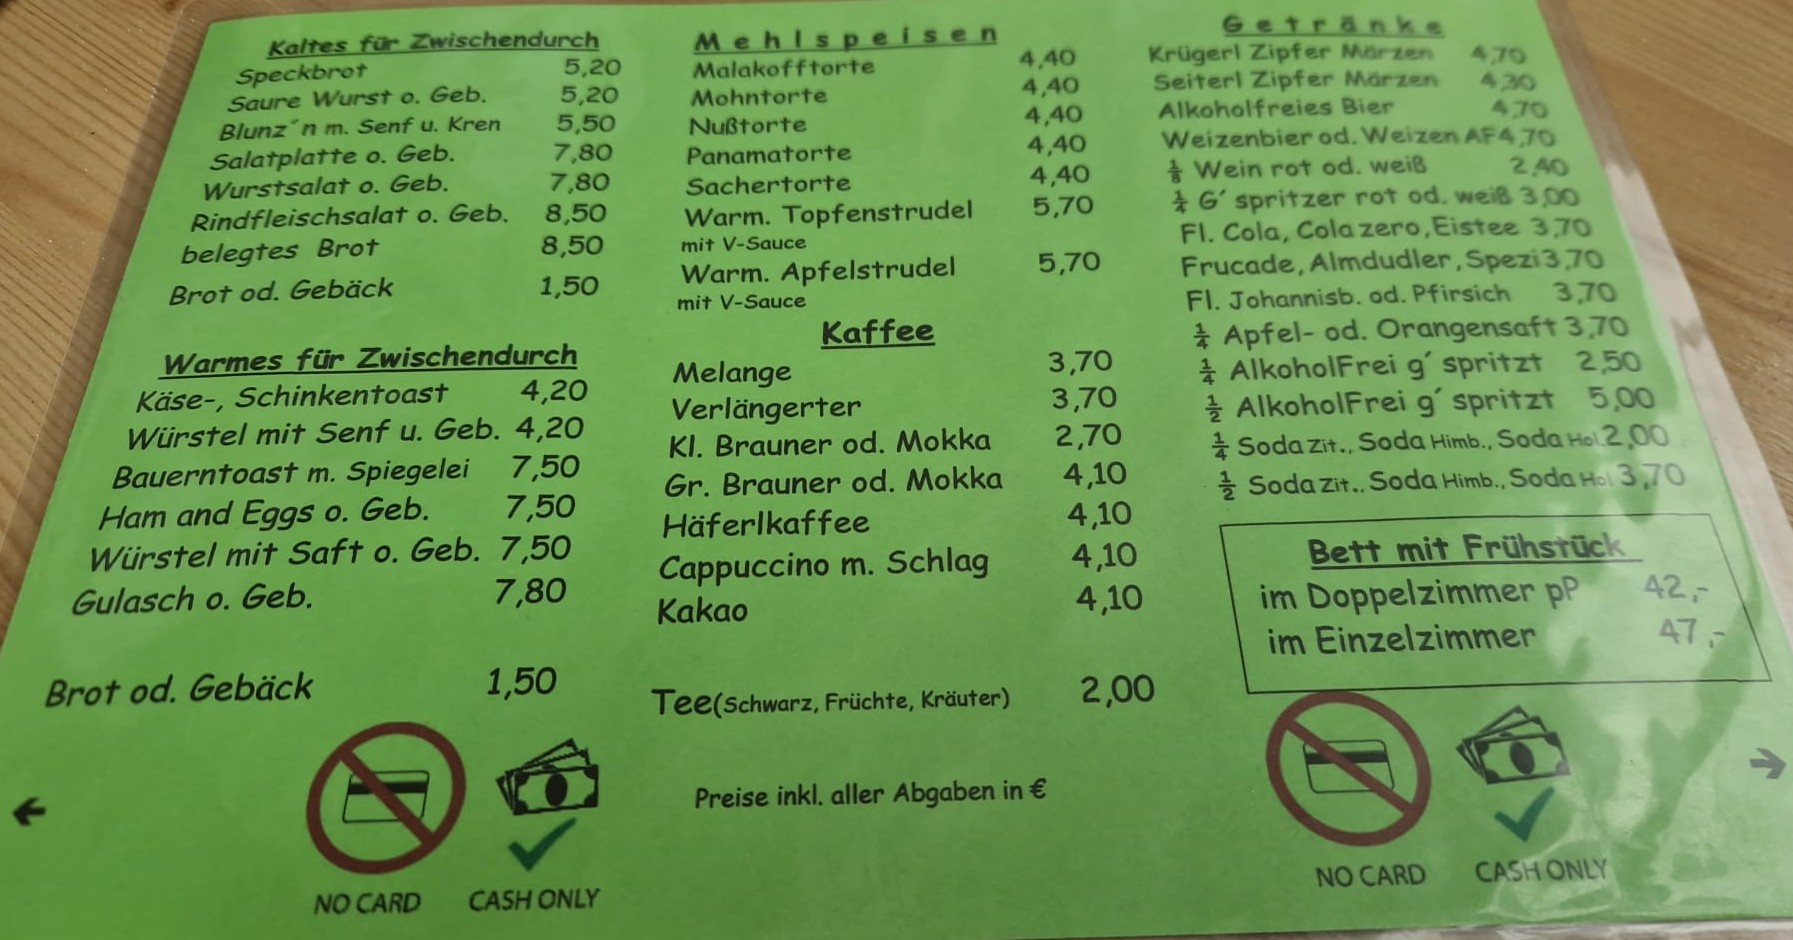 Kaltes für Zwischendurch
Speckbrot 5,20
Saure Wurst o. Geb. 5,20
Blunz´n m. Senf u. Kren 5,50
Salatplatte o. Geb. 7,80
Wurstsalat o. Geb. 7,80
Rindfleischsalat o. Geb. 8,50
belegtes Brot 8,50
Brot od. Gebäck 1,50
Warmes für Zwischendurch
Käse-, Schinkentoast 4,20
Würstel mit Senf u. Geb. 4,20
Bauerntoast m. Spiegelei 7,50
Ham and Eggs o. Geb. 7,50
Würstel mit Saft o. Geb. 7,50
Gulasch o. Geb. 7,80
Brot od. Gebäck 1,50
NO CARD CASH ONLY
Mehlspeisen
Malakofftorte 4,40
Mohntorte 4,40
Nußtorte 4,40
Panamatorte 4,40
Sachertorte 4,40
Warm. Topfenstrudel 5,70
mit V-Sauce
Warm. Apfelstrudel 5,70
mit V-Sauce
Kaffee
Melange 3,70
Verlängerter 3,70
Kl. Brauner od. Mokka 2,70
Gr. Brauner od. Mokka 4,10
Häferlkaffee 4,10
Cappuccino m. Schlag 4,10
Kakao 4,10
Tee(Schwarz, Früchte, Kräuter) 2,00
Preise inkl. aller Abgaben in €
Getränke
Krügerl Zipfer Märzen 4,70
Seiterl Zipfer Märzen 4,30
Alkoholfreies Bier 4,70
Weizenbier od. Weizen AF 4,70
⅛ Wein rot od. weiß 2,40
¼ G´spritzer rot od. weiß 3,00
Fl. Cola, Cola zero, Eistee 3,70
Frucade, Almdudler, Spezi 3,70
Fl. Johannisb. od. Pfirsich 3,70
¼ Apfel- od. Orangensaft 3,70
¼ AlkoholFrei g´spritzt 2,50
½ AlkoholFrei g´spritzt 5,00
¼ Soda Zit., Soda Himb., Soda Hol 2,00
½ Soda Zit., Soda Himb., Soda Hol 3,70
Bett mit Frühstück
im Doppelzimmer pP 42,-
im Einzelzimmer 47,-
NO CARD CASH ONLY